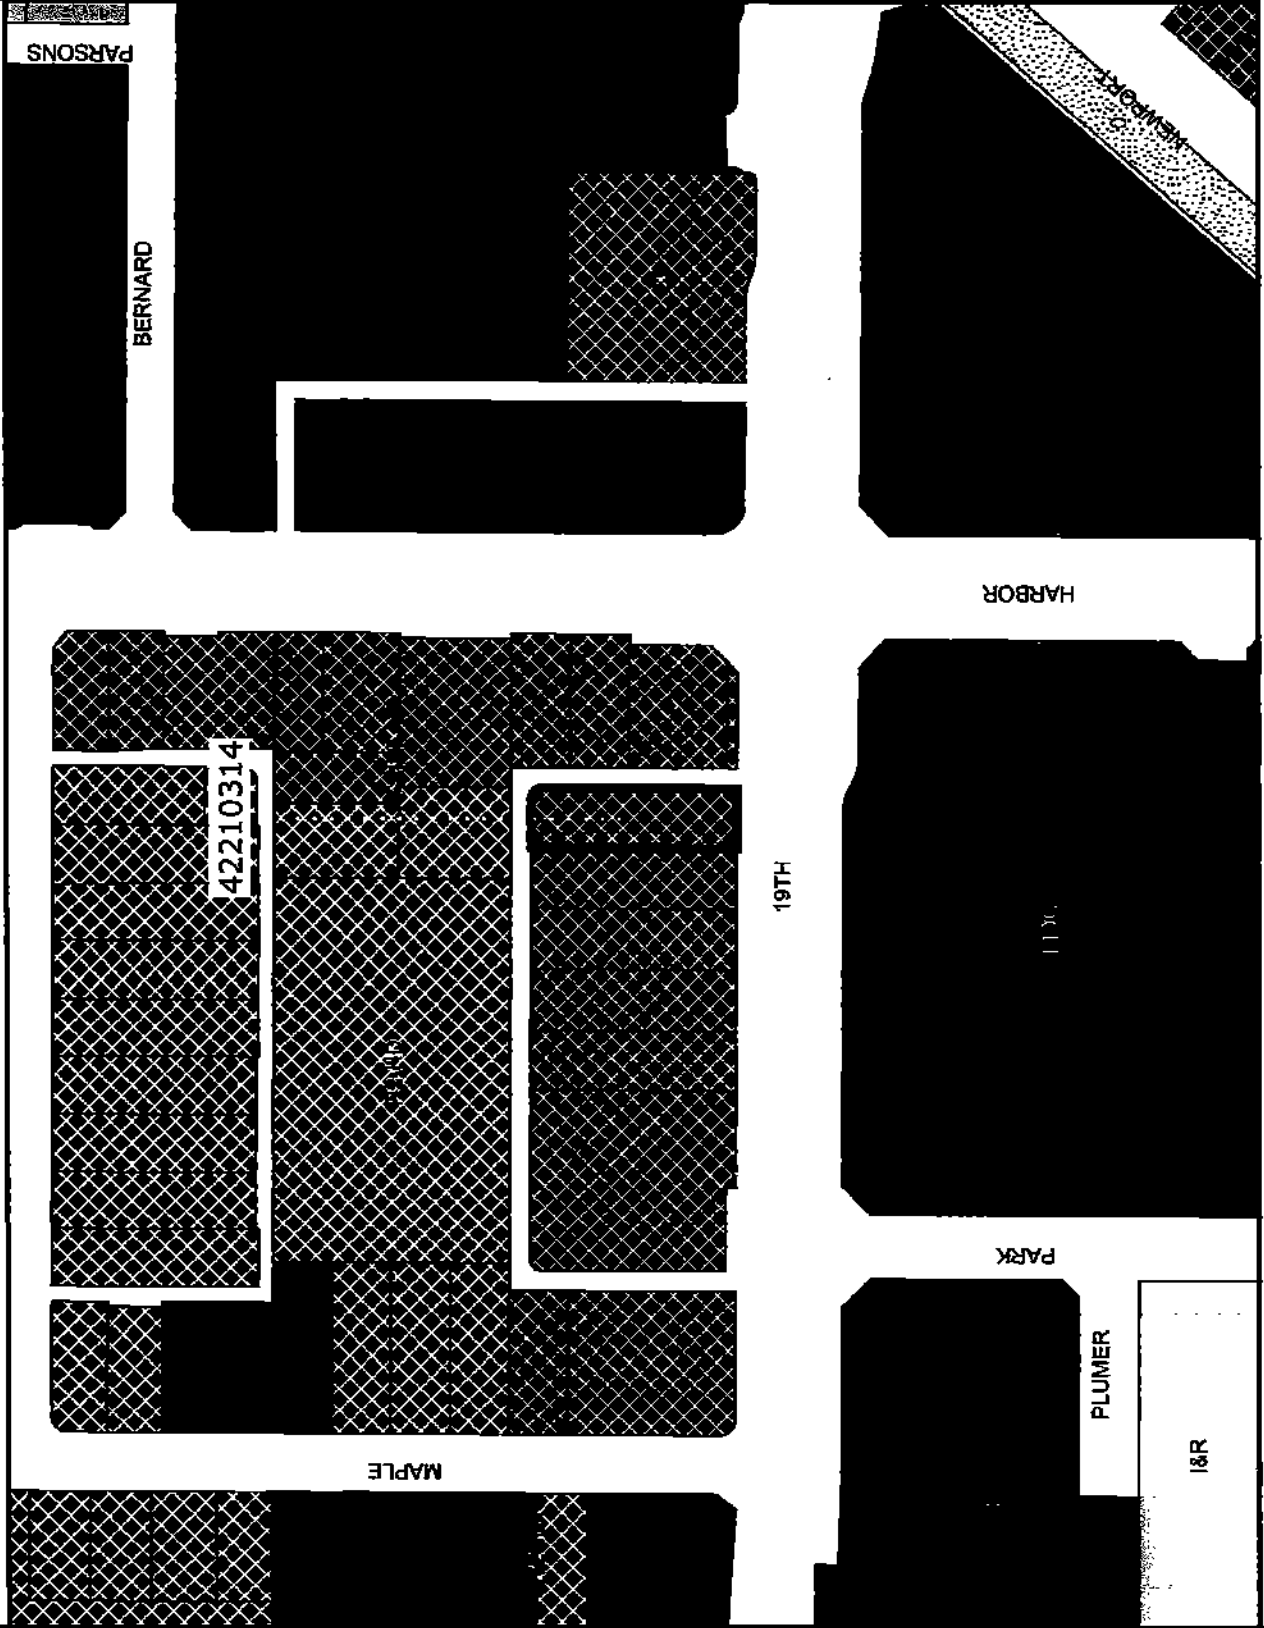 PARSONS
BERNARD
NEWPORT
HARBOR
42210314
19TH
PARK
PLUMER
I&R
MAPLE